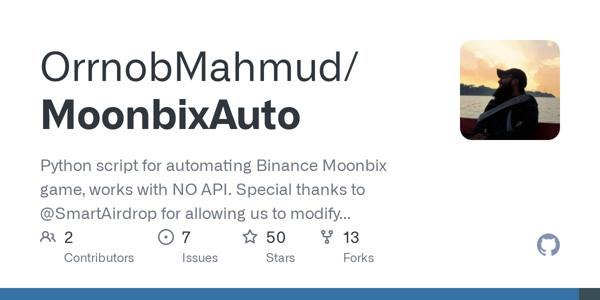 OrrnobMahmud/
MoonbixAuto
Python script for automating Binance Moonbix
game, works with NO API. Special thanks to
@SmartAirdrop for allowing us to modify...
2 7 50 13
Contributors Issues Stars Forks